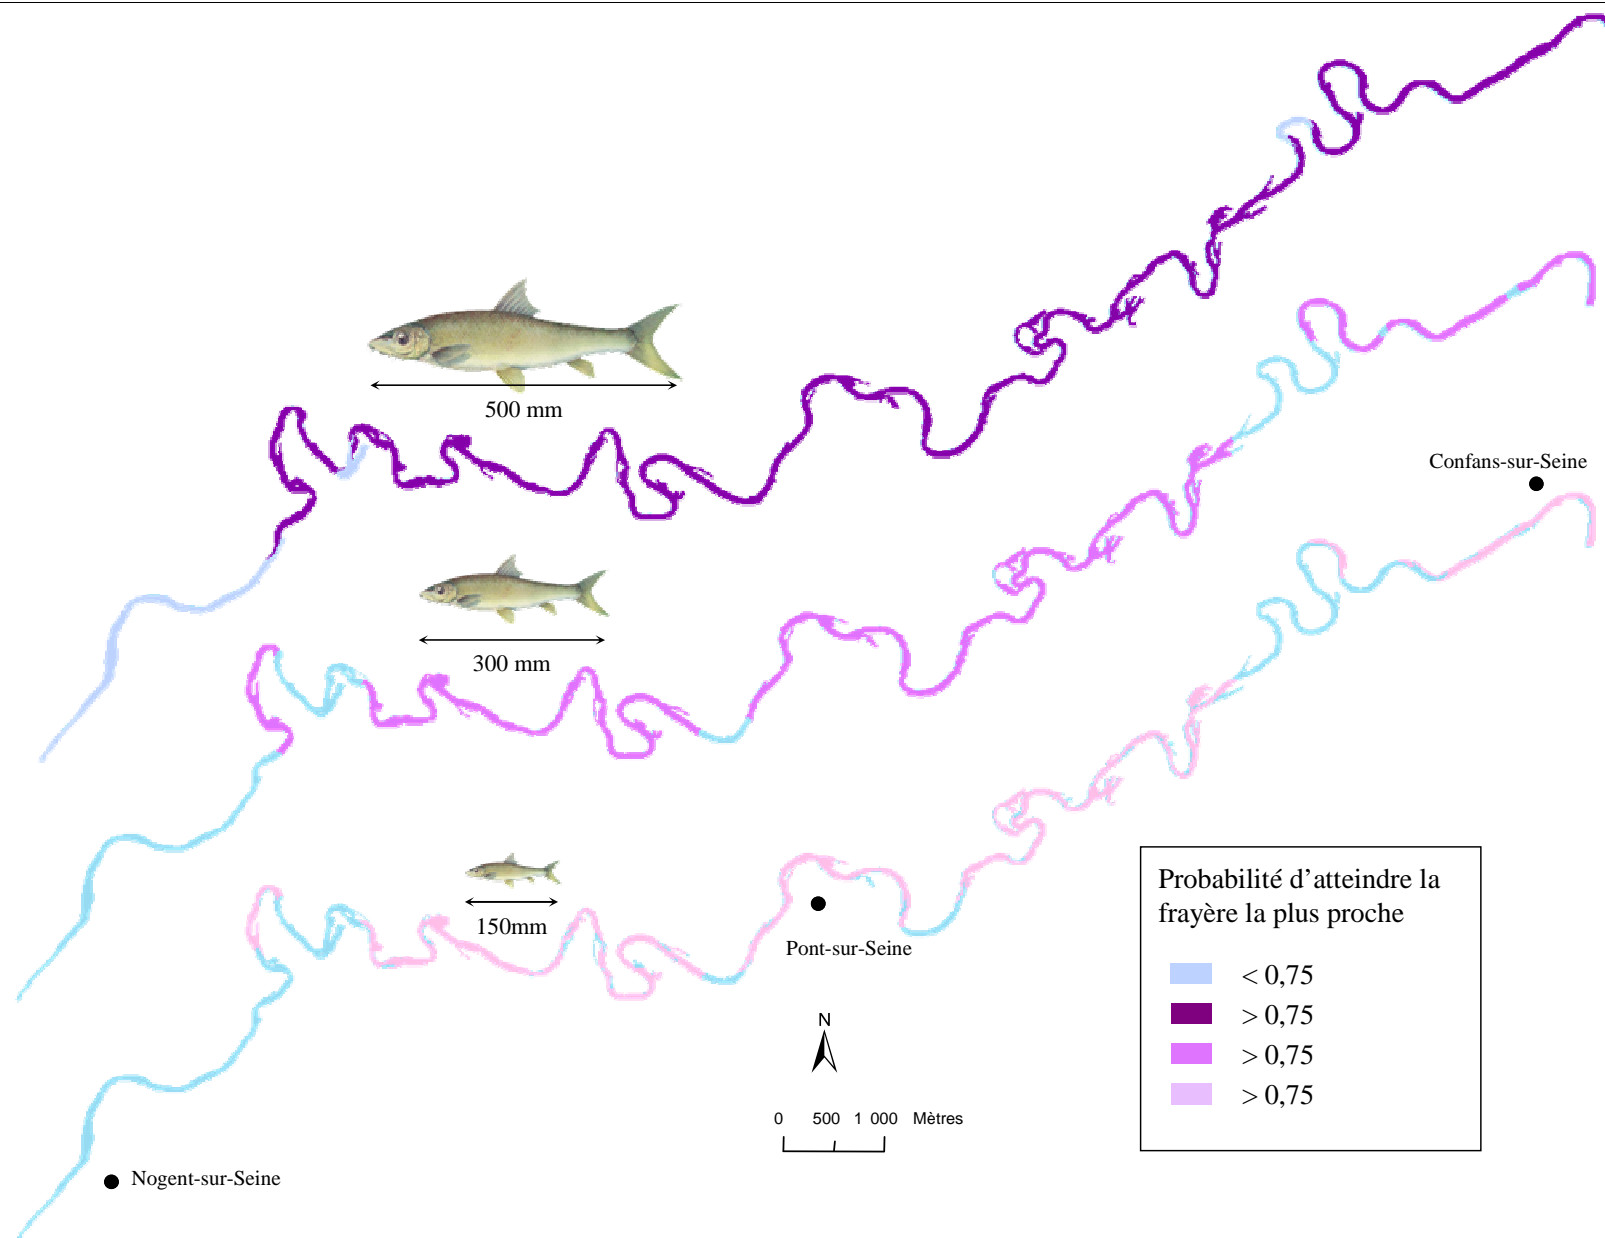 500 mm
Confans-sur-Seine
300 mm
150mm
Pont-sur-Seine
Probabilité d’atteindre la
frayère la plus proche
< 0,75
> 0,75
> 0,75
> 0,75
N
0 500 1 000 Mètres
Nogent-sur-Seine